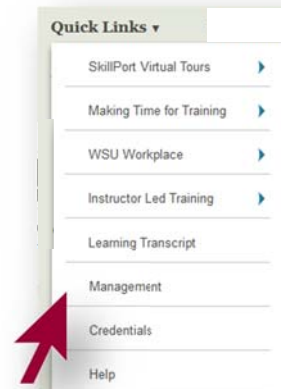 Quick Links ▾
SkillPort Virtual Tours
Making Time for Training
WSU Workplace
Instructor Led Training
Learning Transcript
Management
Credentials
Help